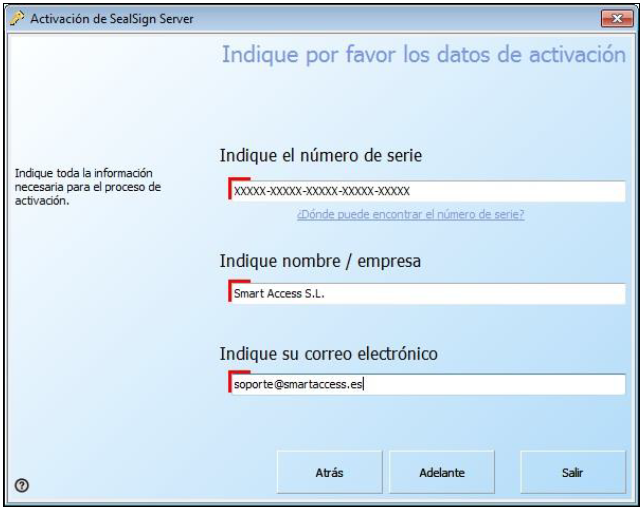 Activación de SealSign Server
Indique por favor los datos de activación
Indique toda la información
necesaria para el proceso de
activación.
Indique el número de serie
XXXXX-XXXXX-XXXXX-XXXXX-XXXXX
¿Dónde puede encontrar el número de serie?
Indique nombre / empresa
Smart Access S.L.
Indique su correo electrónico
soporte@smartaccess.es
Atrás
Adelante
Salir
?